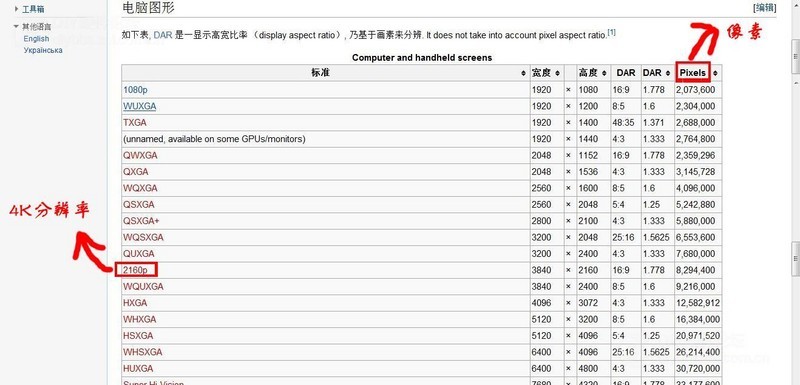 工具箱
其他语言
English
Українська
电脑图形
[编辑]
如下表, DAR 是一显示高宽比率 （display aspect ratio）, 乃基于画素来分辨. It does not take into account pixel aspect ratio.[1]
像素
Computer and handheld screens
标准 宽度 高度 DAR DAR Pixels
1080p 1920 × 1080 16:9 1.778 2,073,600
WUXGA 1920 × 1200 8:5 1.6 2,304,000
TXGA 1920 × 1400 48:35 1.371 2,688,000
(unnamed, available on some GPUs/monitors) 1920 × 1440 4:3 1.333 2,764,800
QWXGA 2048 × 1152 16:9 1.778 2,359,296
QXGA 2048 × 1536 4:3 1.333 3,145,728
WQXGA 2560 × 1600 8:5 1.6 4,096,000
QSXGA 2560 × 2048 5:4 1.25 5,242,880
QSXGA+ 2800 × 2100 4:3 1.333 5,880,000
WQSXGA 3200 × 2048 25:16 1.5625 6,553,600
QUXGA 3200 × 2400 4:3 1.333 7,680,000
4K分辨率
2160p 3840 × 2160 16:9 1.778 8,294,400
WQUXGA 3840 × 2400 8:5 1.6 9,216,000
HXGA 4096 × 3072 4:3 1.333 12,582,912
WHXGA 5120 × 3200 8:5 1.6 16,384,000
HSXGA 5120 × 4096 5:4 1.25 20,971,520
WHSXGA 6400 × 4096 25:16 1.5625 26,214,400
HUXGA 6400 × 4800 4:3 1.333 30,720,000
Super Hi-Vision 7680 × 4320 16:9 1.778 33,177,600